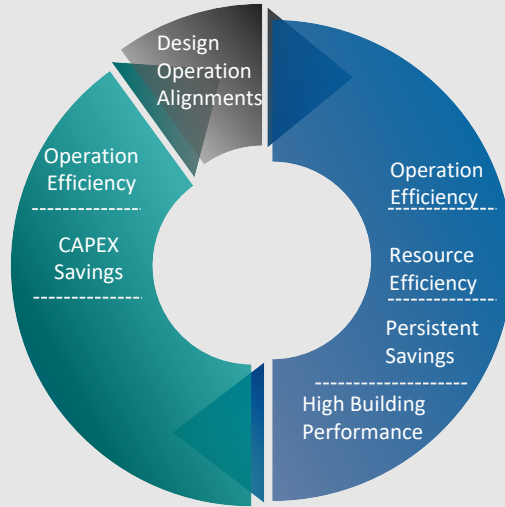 Design
Operation
Alignments
Operation
Efficiency
CAPEX
Savings
Operation
Efficiency
Resource
Efficiency
Persistent
Savings
High Building
Performance